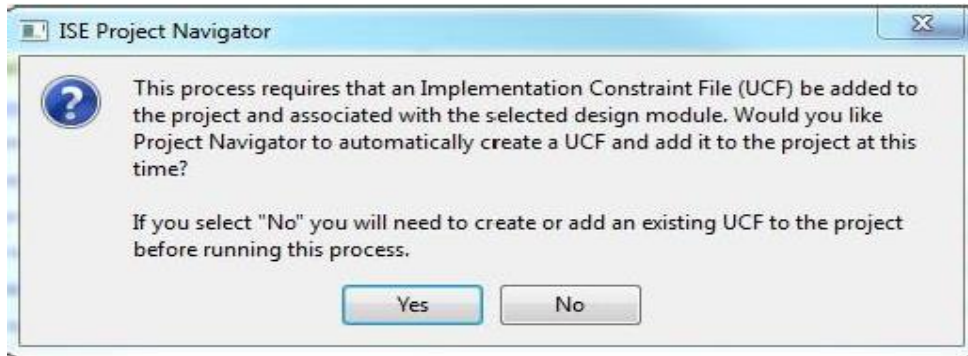 ISE Project Navigator
This process requires that an Implementation Constraint File (UCF) be added to
the project and associated with the selected design module. Would you like
Project Navigator to automatically create a UCF and add it to the project at this
time?
If you select "No" you will need to create or add an existing UCF to the project
before running this process.
Yes
No